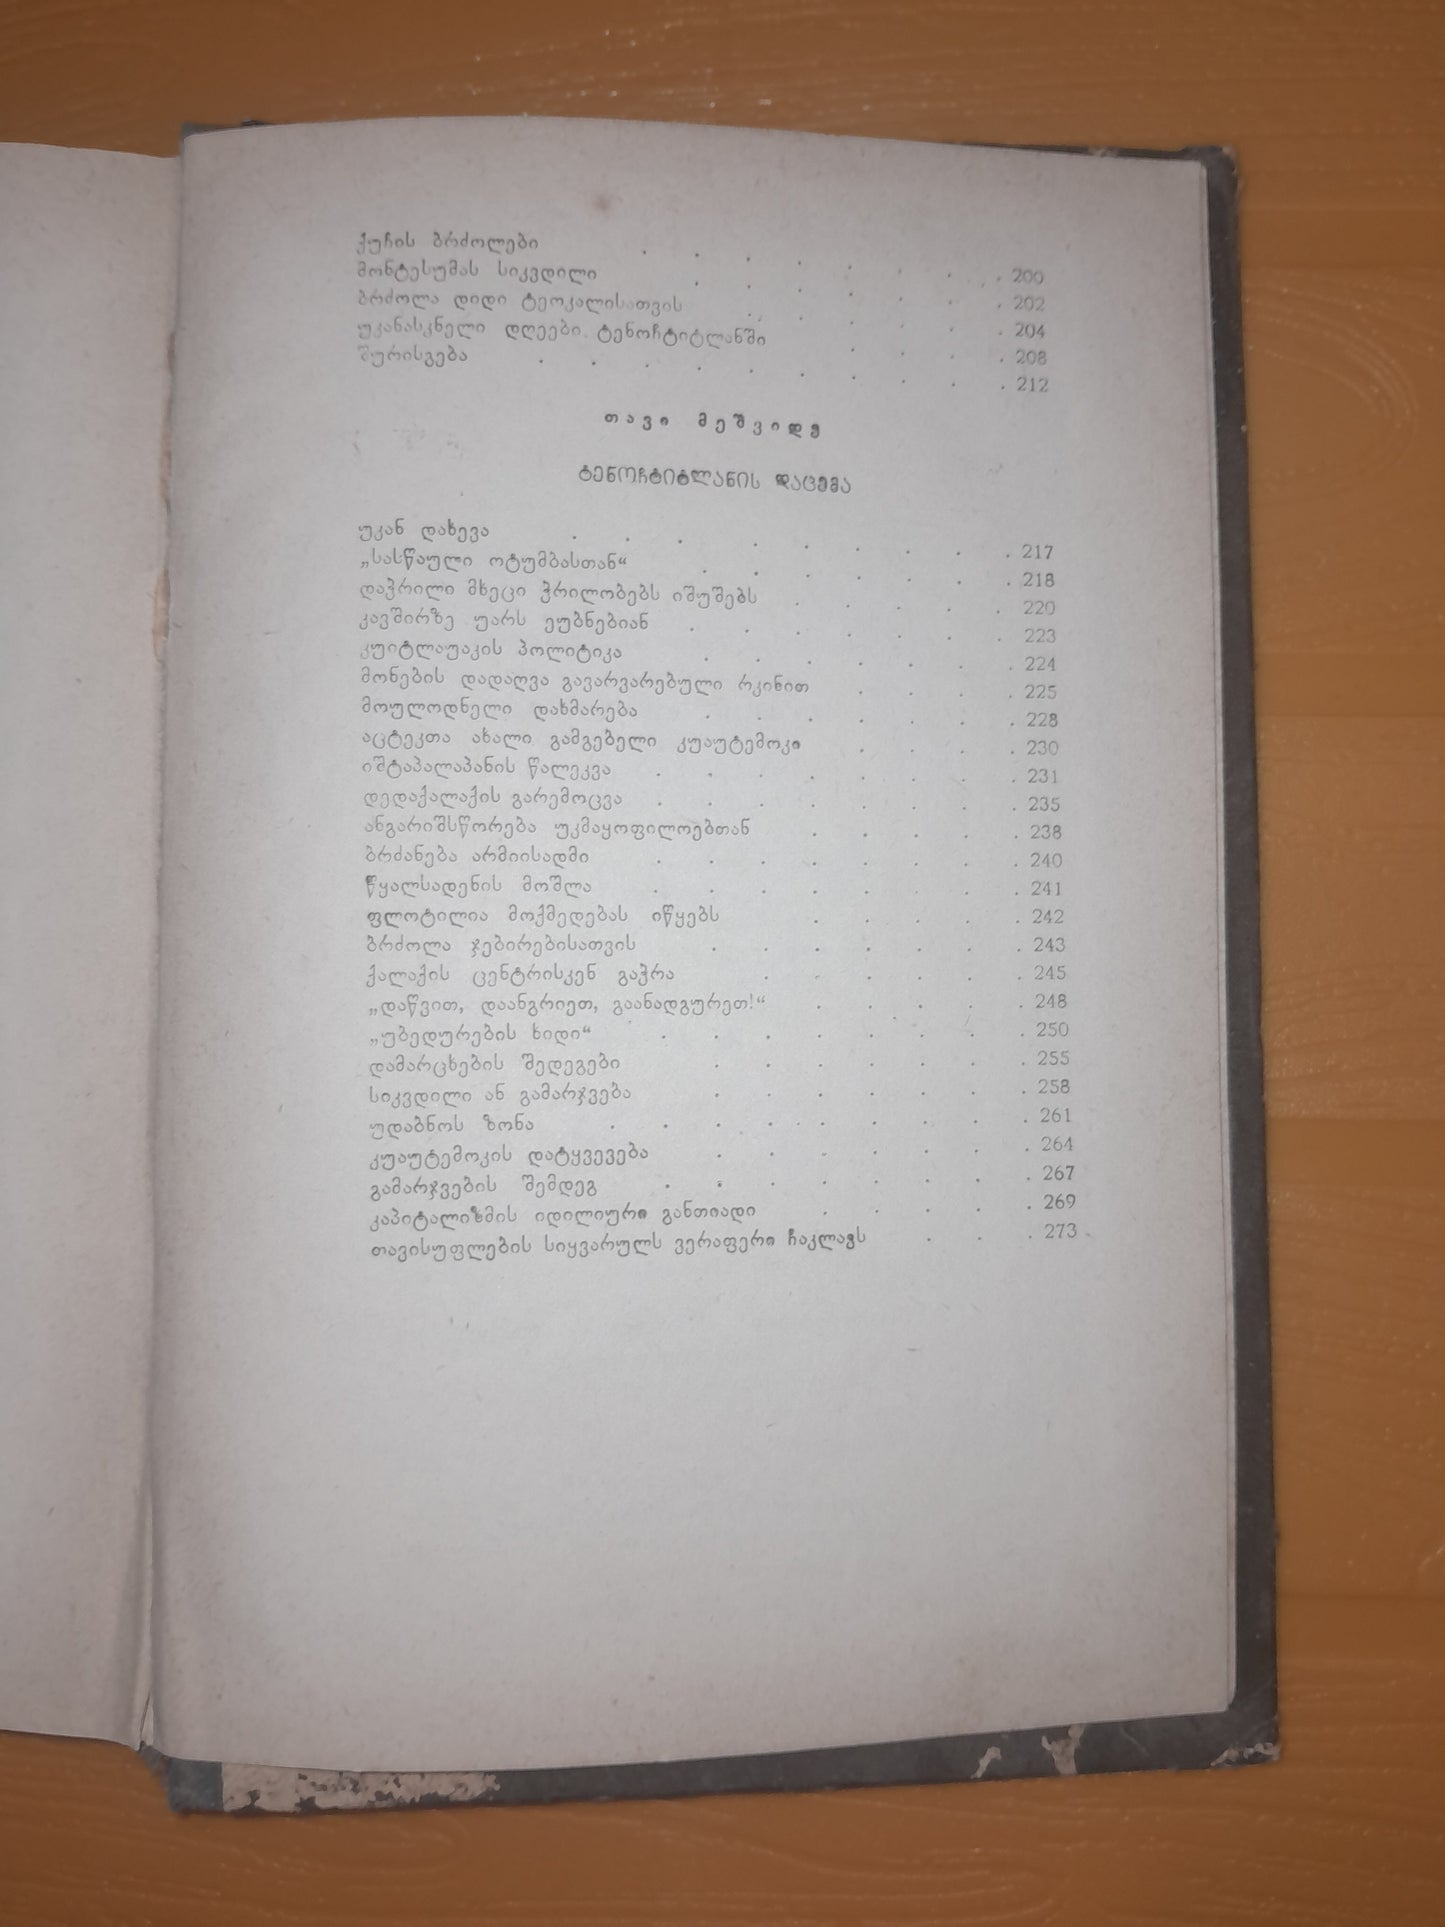 ქუჩის ბრძოლები . . . . . . . . 200
მონტესუმას სიკვდილი . . . . . . . 202
ბრძოლა დიდი ტეოკალისათვის . . . . . . 204
უკანასკნელი დღეები ტენოჩტიტლანში . . . . 208
შურისგება . . . . . . . . . . 212
თავი მეშვიდე
ტენოჩტიტლანის დაცემა
უკან დახევა . . . . . . . . . 217
„სასწაული ოტუმბასთან“ . . . . . . . 218
დაჭრილი მხეცი ჭრილობებს იშუშებს . . . . . 220
კავშირზე უარს ეუბნებიან . . . . . . . 223
კუიტლაუაკის პოლიტიკა . . . . . . . 224
მონების დადაღვა გავარვარებული რკინით . . . . 225
მოულოდნელი დახმარება . . . . . . . 228
აცტეკთა ახალი გამგებელი კუაუტემოკი . . . . 230
იშტაპალაპანის წალეკვა . . . . . . . . 231
დედაქალაქის გარემოცვა . . . . . . . . 235
ანგარიშსწორება უკმაყოფილოებთან . . . . . 238
ბრძანება არმიისადმი . . . . . . . . 240
წყალსადენის მოშლა . . . . . . . . 241
ფლოტილია მოქმედებას იწყებს . . . . . 242
ბრძოლა ჯებირებისათვის . . . . . . . 243
ქალაქის ცენტრისკენ გაჭრა . . . . . . 245
„დაწვით, დაანგრიეთ, გაანადგურეთ!“ . . . . . 248
„უბედურების ხიდი“ . . . . . . . . 250
დამარცხების შედეგები . . . . . . . 255
სიკვდილი ან გამარჯვება . . . . . . . 258
უდაბნოს ზონა . . . . . . . . . 261
კუაუტემოკის დატყვევება . . . . . . . 264
გამარჯვების შემდეგ . . . . . . . . 267
კაპიტალიზმის იდილიური განთიადი . . . . . 269
თავისუფლების სიყვარულს ვერაფერი ჩაკლავს . . . 273